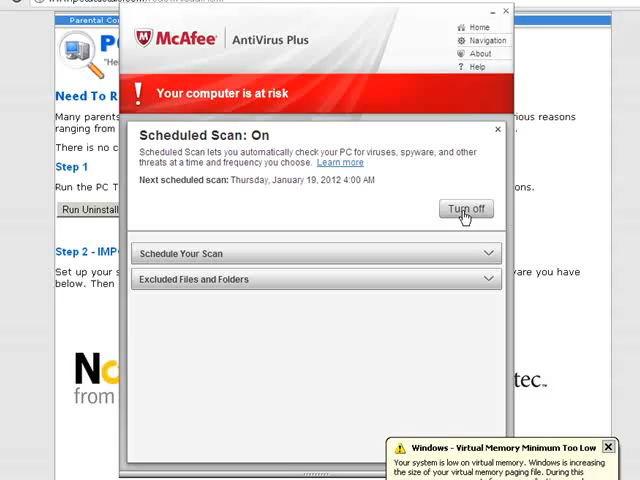 Parental Co
McAfee | AntiVirus Plus
Home
Navigation
About
Help
Your computer is at risk
Need To R
Many parents
ious reasons
ranging from
There is no c
Step 1
Run the PC T
ons.
Run Uninstall
Step 2 - IMP
Set up your s
ware you have
below. Then
No
from
tec.
Scheduled Scan: On
Scheduled Scan lets you automatically check your PC for viruses, spyware, and other
threats at a time and frequency you choose. Learn more
Next scheduled scan: Thursday, January 19, 2012 4:00 AM
Turn off
Schedule Your Scan
Excluded Files and Folders
Windows - Virtual Memory Minimum Too Low
Your system is low on virtual memory. Windows is increasing
the size of your virtual memory paging file. During this